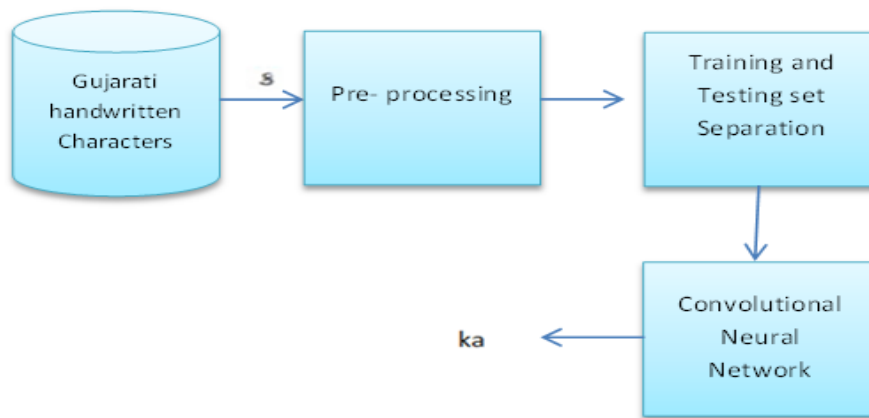 Gujarati
handwritten
Characters
s
Pre- processing
Training and
Testing set
Separation
Convolutional
Neural
Network
ka